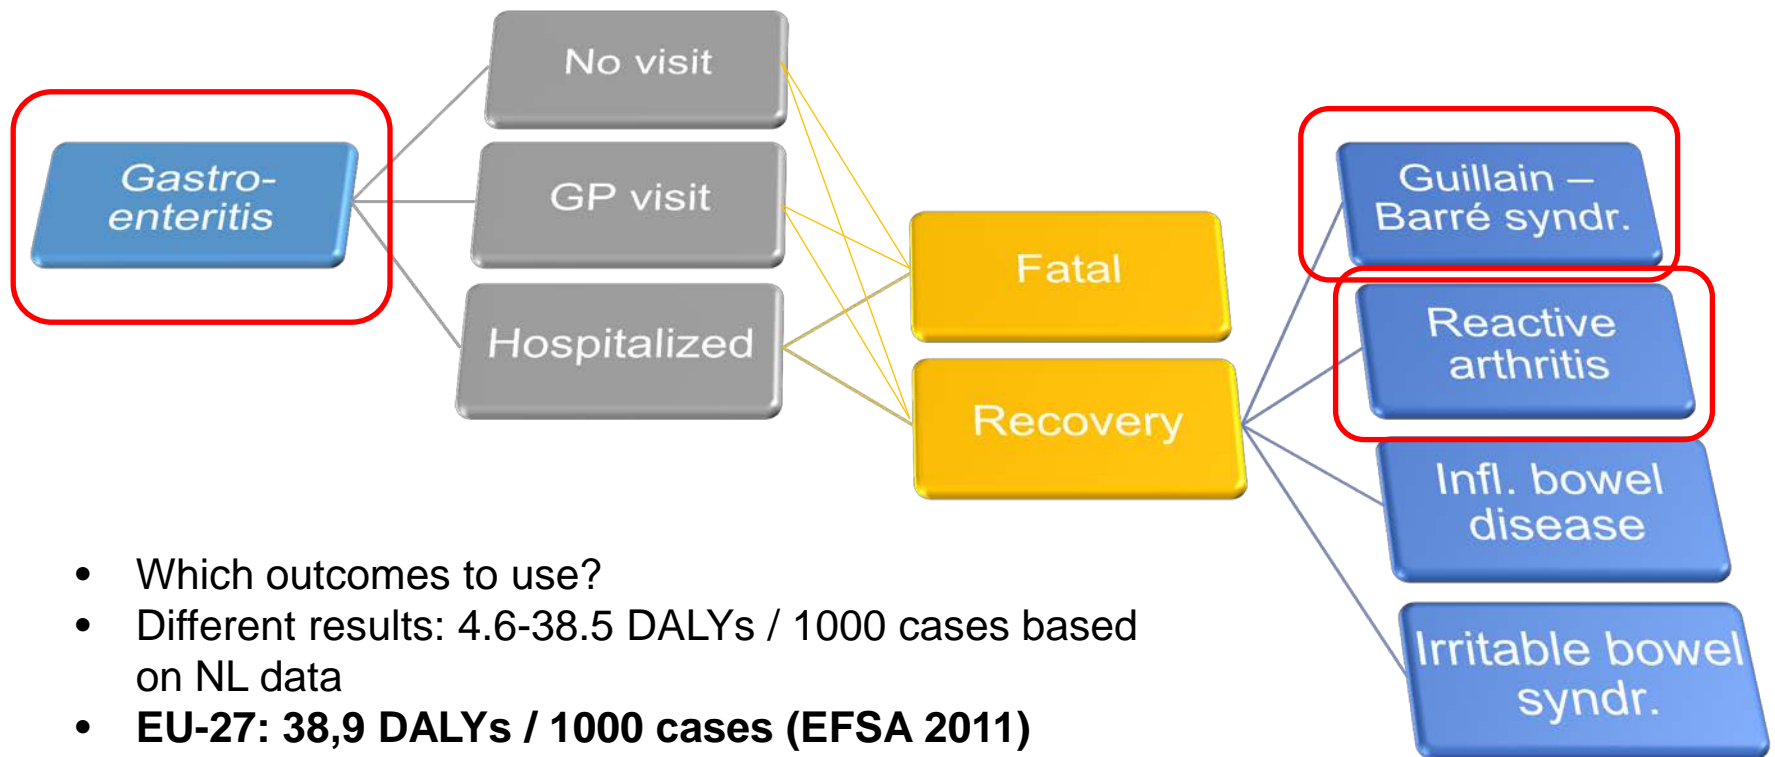 Gastro-
enteritis
No visit
GP visit
Hospitalized
Fatal
Recovery
Guillain –
Barré syndr.
Reactive
arthritis
Infl. bowel
disease
Irritable bowel
syndr.
• Which outcomes to use?
• Different results: 4.6-38.5 DALYs / 1000 cases based
on NL data
• EU-27: 38,9 DALYs / 1000 cases (EFSA 2011)